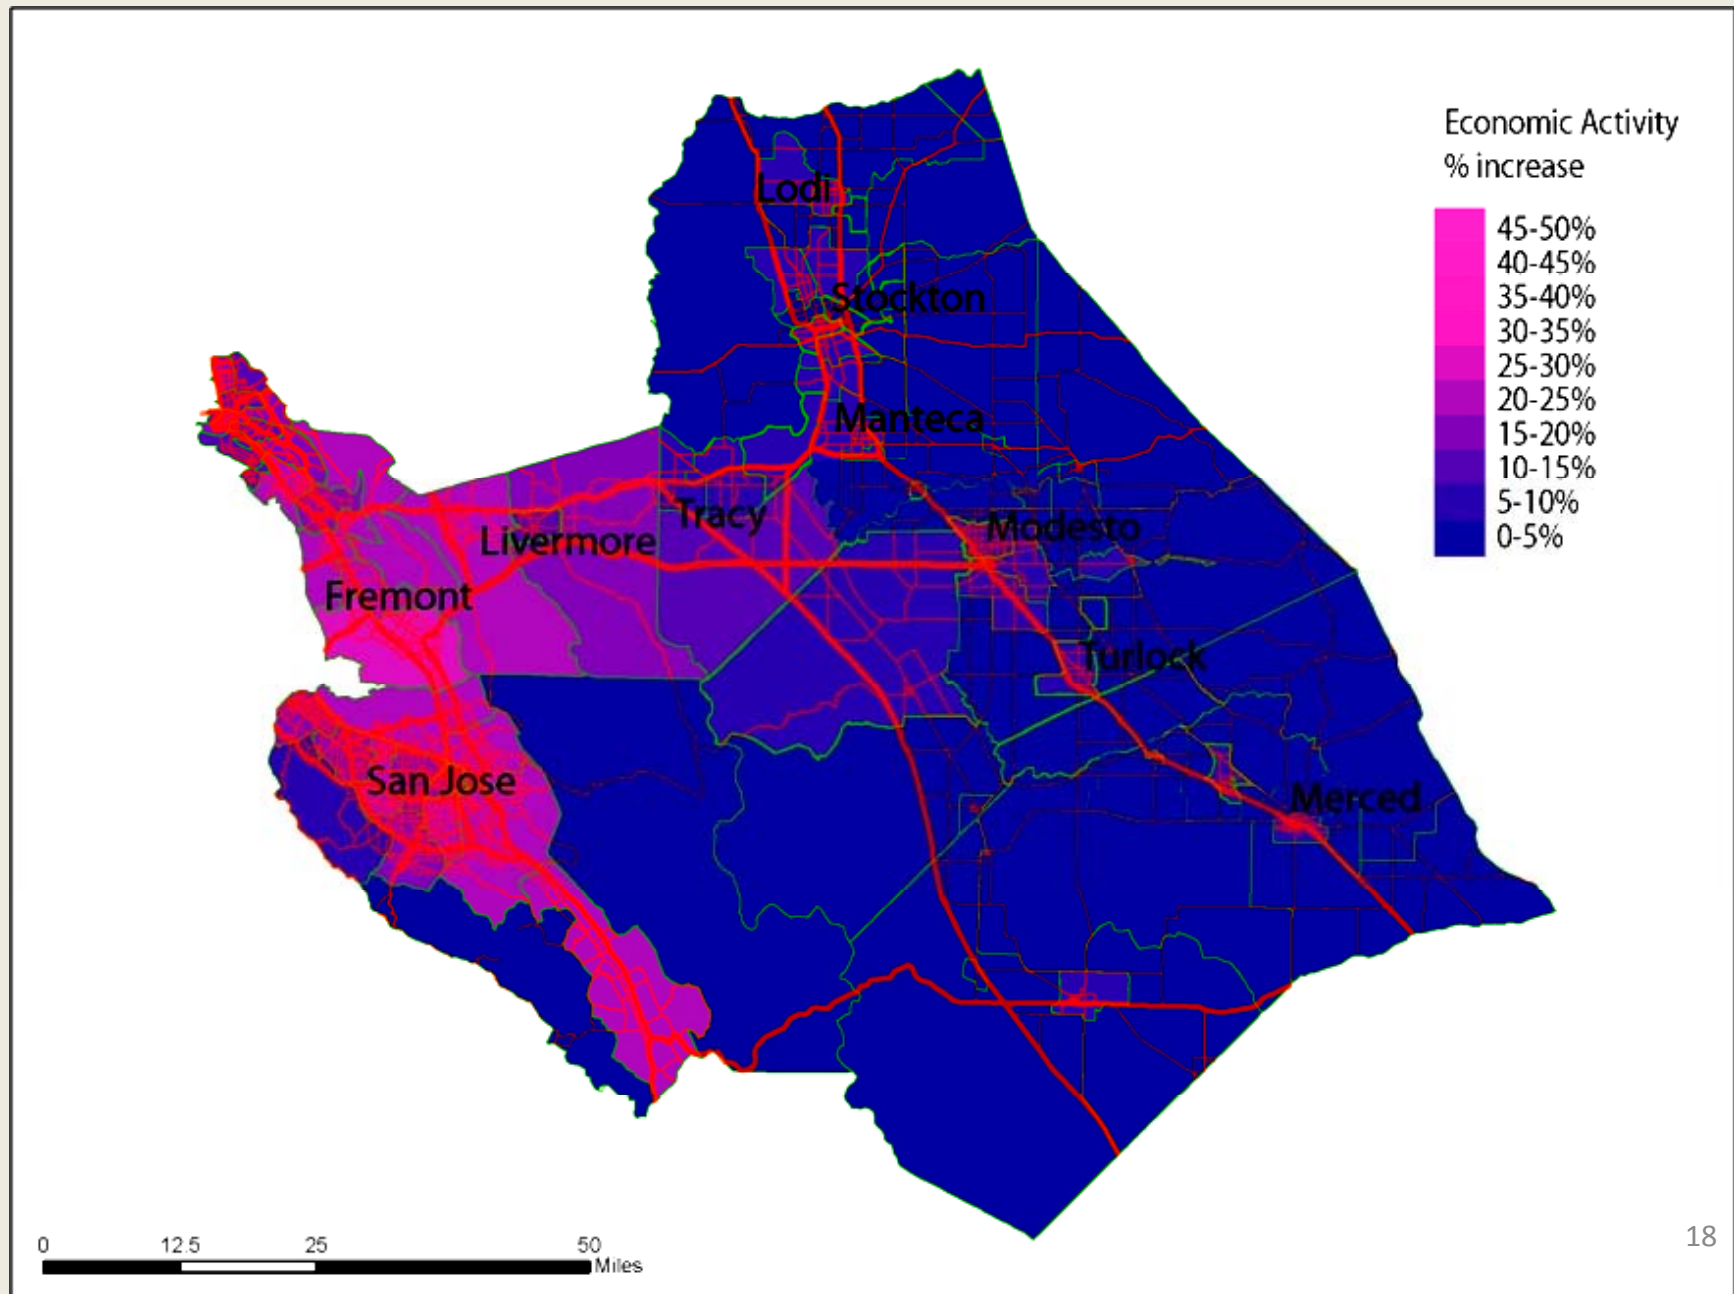 Economic Activity
% increase
45-50%
40-45%
35-40%
30-35%
25-30%
20-25%
15-20%
10-15%
5-10%
0-5%
Lodi
Stockton
Manteca
Tracy
Modesto
Livermore
Fremont
Turlock
San Jose
Merced
0 12.5 25 50
Miles
18